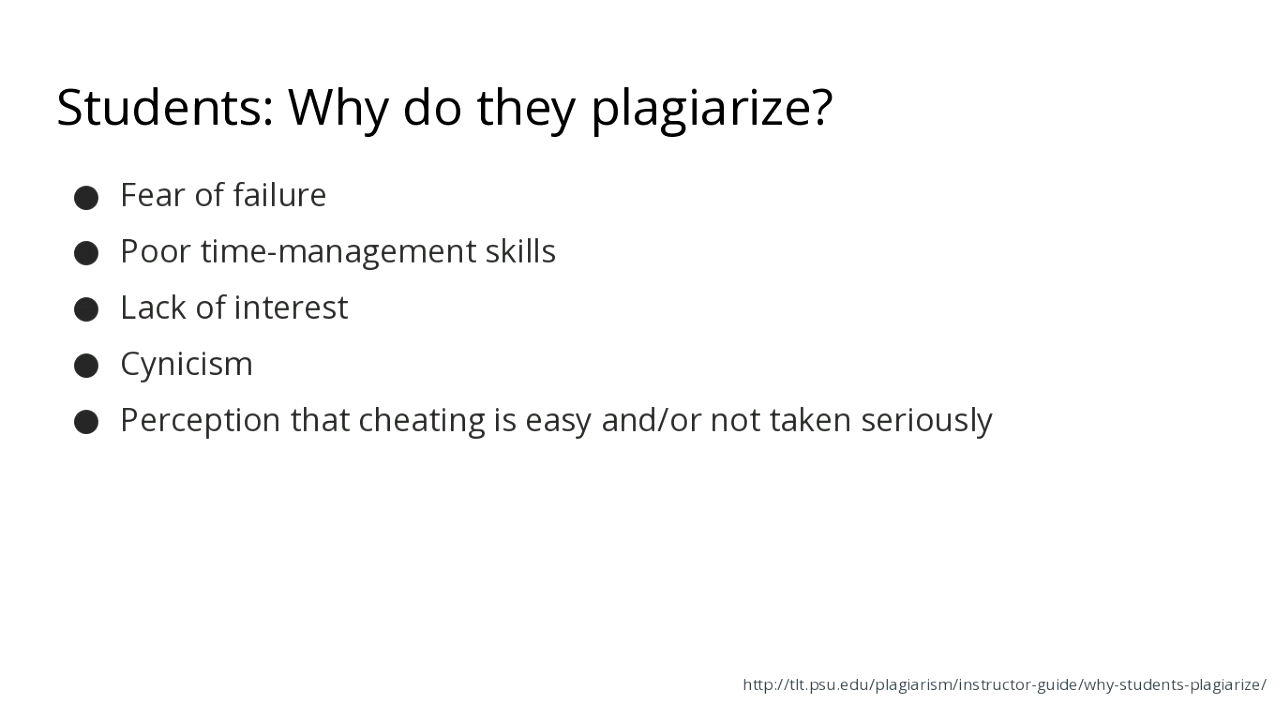 Students: Why do they plagiarize?
● Fear of failure
● Poor time-management skills
● Lack of interest
● Cynicism
● Perception that cheating is easy and/or not taken seriously
http://tlt.psu.edu/plagiarism/instructor-guide/why-students-plagiarize/